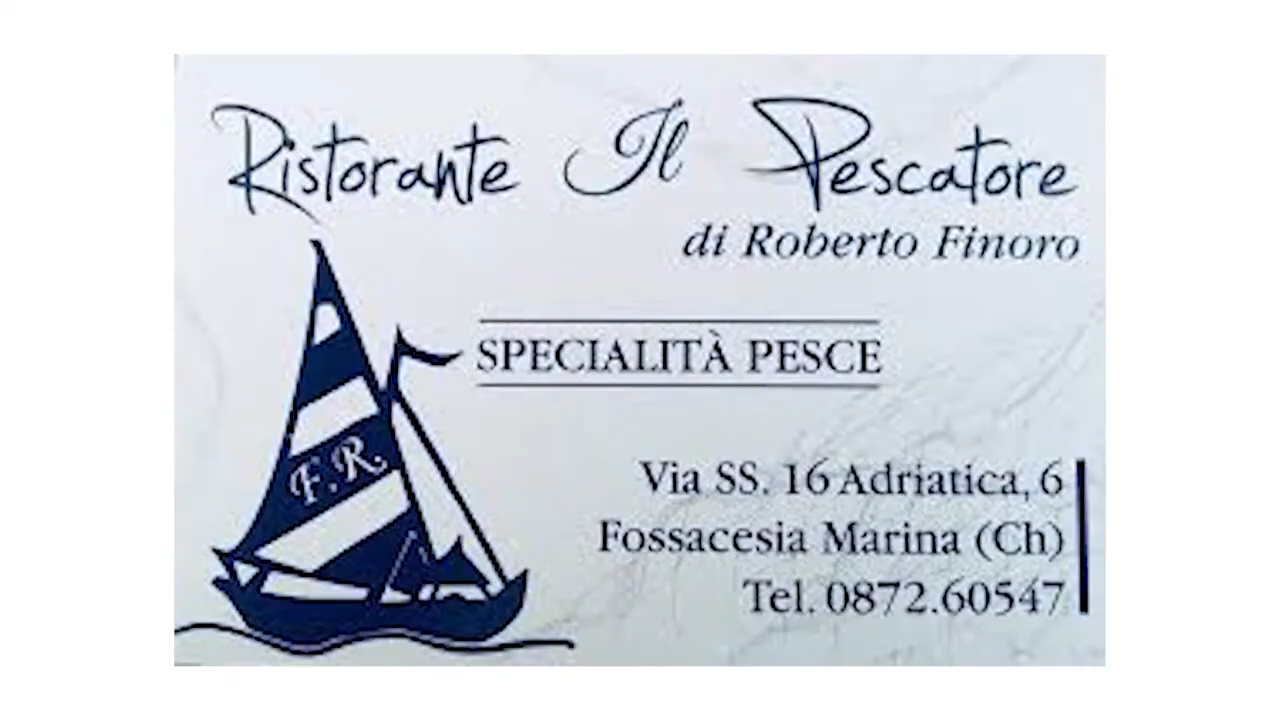 Ristorante Il Pescatore
di Roberto Finoro
SPECIALITÀ PESCE
F.R.
Via SS. 16 Adriatica, 6
Fossacesia Marina (Ch)
Tel. 0872.60547